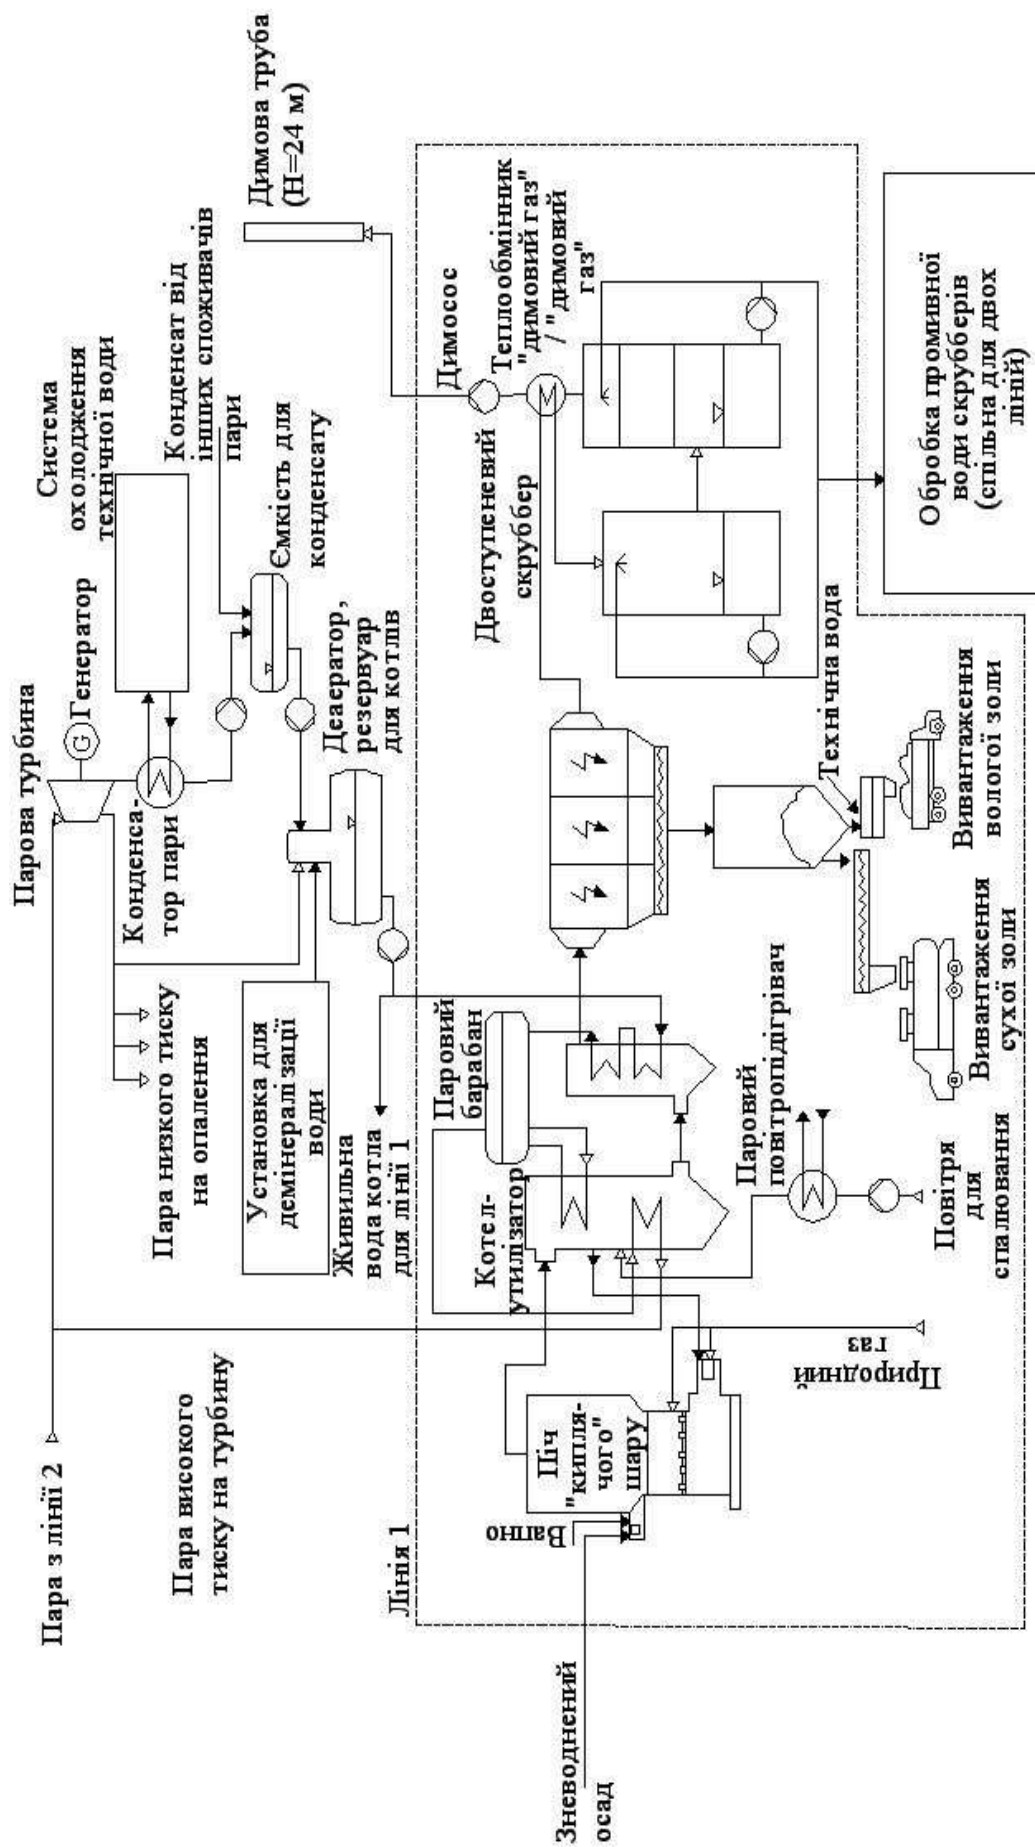 Пара з лінії 2
Пара високого
тиску на турбину
Пара низкого тиску
на опалення
Парова турбина
G
Генератор
Конденса-
тор пари
Система
охолодження
технічної води
Конденсат від
інших споживачів
пари
Ємкість для
конденсату
Деаератор,
резервуар
для котлів
Установка для
демінералізації
води
Живильна
вода котла
для лінії 1
Димова труба
(Н=24 м)
Лінія 1
Зневоднений
осад
Вапно
Піч
"кипля-
чого"
шару
Природний
газ
Котел-
утилізатор
Паровий
барабан
Паровий
повітропідігрівач
Повітря
для
спалювання
Двоступеневий
скруббер
Димосос
Теплообмінник
"димовий газ"
/ "димовий
газ"
Технічна вода
Вивантаження
сухої золи
Вивантаження
вологої золи
Обробка промивної
води скрубберів
(спільна для двох
ліній)